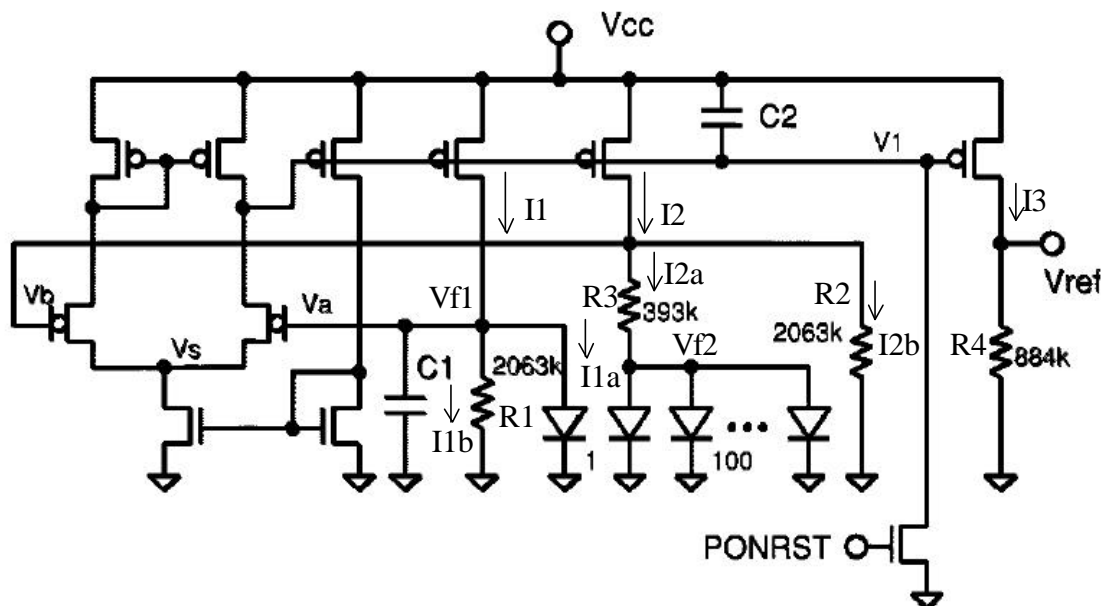 Vcc
C2
V1
I1
I2
I3
Vref
Vb
Va
Vs
Vf1
I2a
R3
393k
R2
2063k
I2b
R4
884k
C1
2063k
I1a
Vf2
I1b
R1
1
100
PONRST